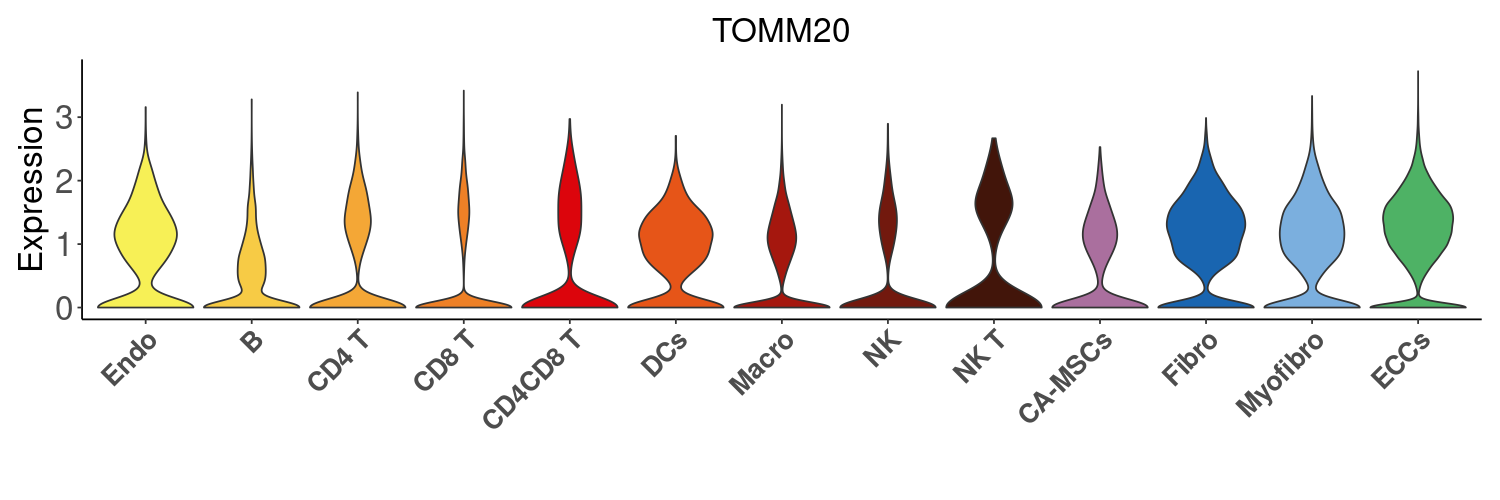 TOMM20
Expression
3
2
1
0
Endo
B
CD4 T
CD8 T
CD4CD8 T
DCs
Macro
NK
NK T
CA-MSCs
Fibro
Myofibro
ECCs